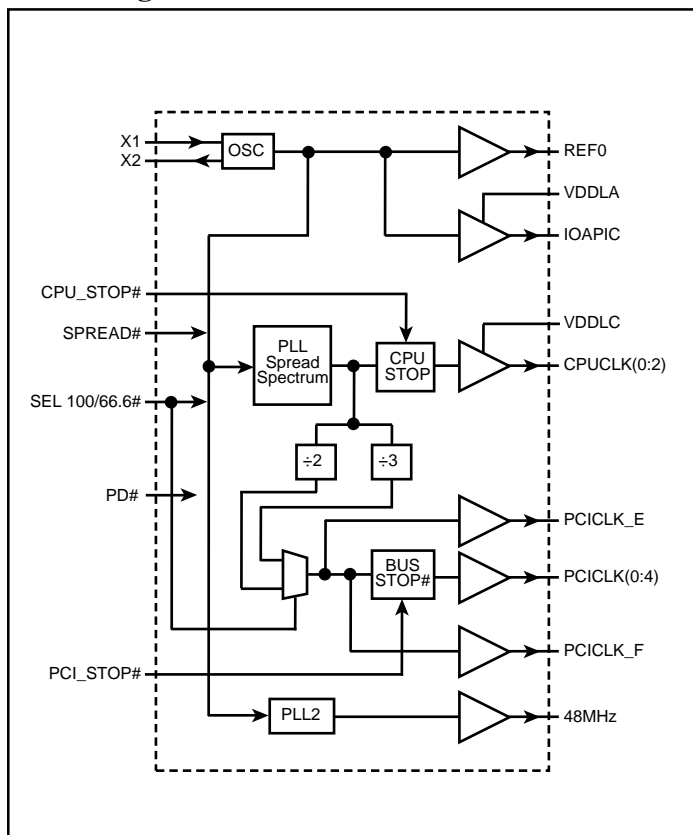 X1
X2
OSC
REF0
VDDLA
IOAPIC
CPU_STOP#
SPREAD#
VDDLC
PLL
Spread
Spectrum
CPU
STOP
CPUCLK(0:2)
SEL 100/66.6#
÷2
÷3
PD#
PCICLK_E
BUS
STOP#
PCICLK(0:4)
PCI_STOP#
PCICLK_F
PLL2
48MHz